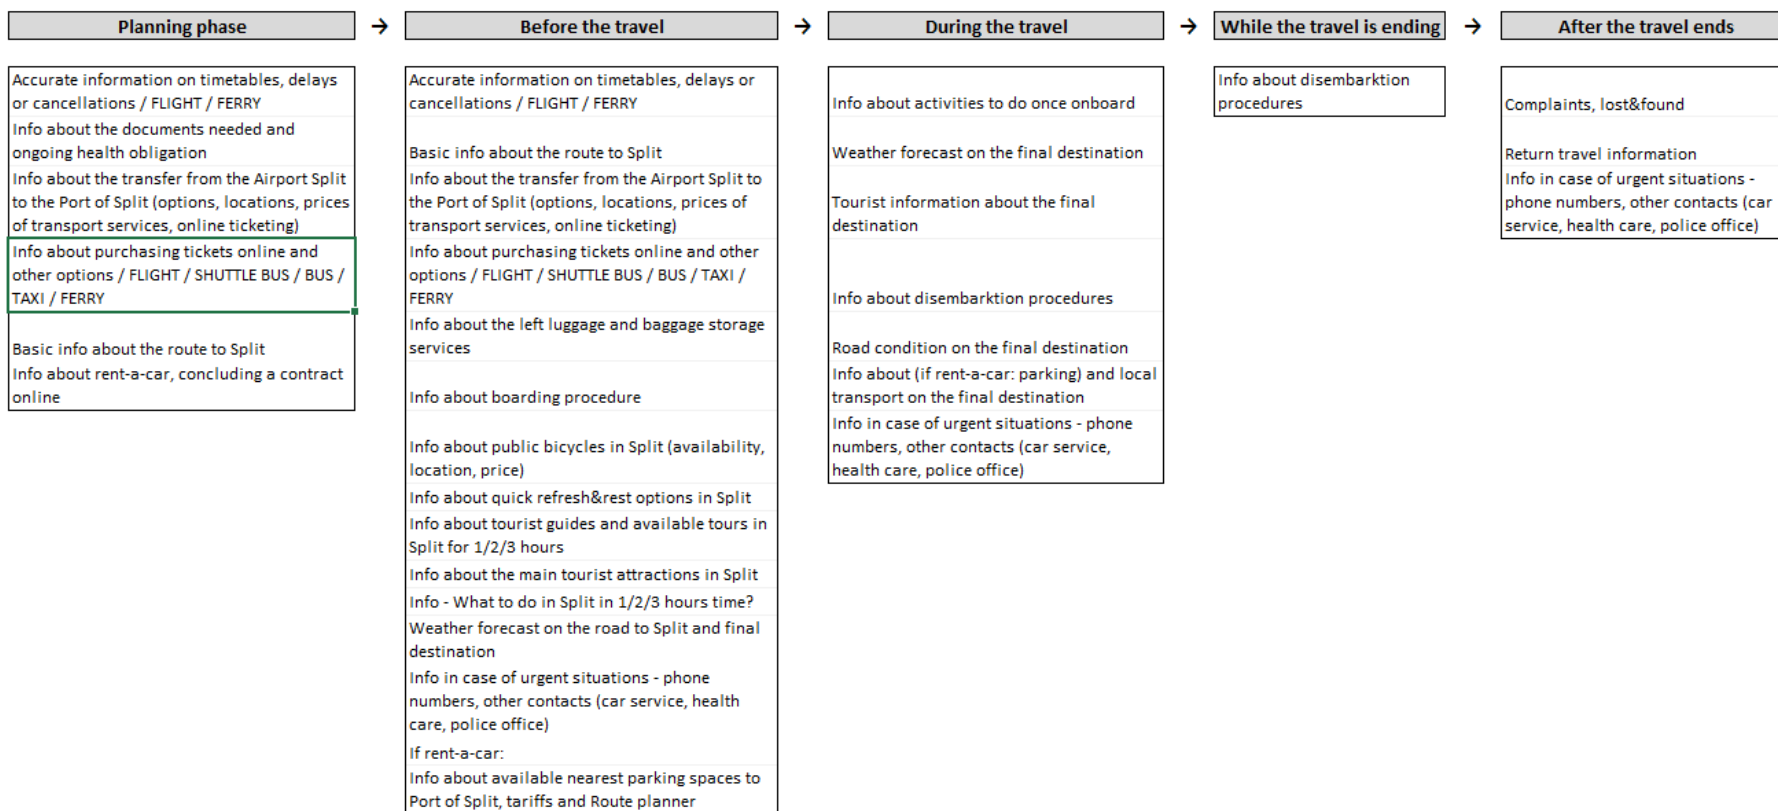 Planning phase → Before the travel → During the travel → While the travel is ending → After the travel ends
Accurate information on timetables, delays
or cancellations / FLIGHT / FERRY
Info about the documents needed and
ongoing health obligation
Info about the transfer from the Airport Split
to the Port of Split (options, locations, prices
of transport services, online ticketing)
Info about purchasing tickets online and
other options / FLIGHT / SHUTTLE BUS / BUS /
TAXI / FERRY
Basic info about the route to Split
Info about rent-a-car, concluding a contract
online
Accurate information on timetables, delays or
cancellations / FLIGHT / FERRY
Basic info about the route to Split
Info about the transfer from the Airport Split to
the Port of Split (options, locations, prices of
transport services, online ticketing)
Info about purchasing tickets online and other
options / FLIGHT / SHUTTLE BUS / BUS / TAXI /
FERRY
Info about the left luggage and baggage storage
services
Info about boarding procedure
Info about public bicycles in Split (availability,
location, price)
Info about quick refresh&rest options in Split
Info about tourist guides and available tours in
Split for 1/2/3 hours
Info about the main tourist attractions in Split
Info - What to do in Split in 1/2/3 hours time?
Weather forecast on the road to Split and final
destination
Info in case of urgent situations - phone
numbers, other contacts (car service, health
care, police office)
If rent-a-car:
Info about available nearest parking spaces to
Port of Split, tariffs and Route planner
Info about activities to do once onboard
Weather forecast on the final destination
Tourist information about the final
destination
Info about disembarktion procedures
Road condition on the final destination
Info about (if rent-a-car: parking) and local
transport on the final destination
Info in case of urgent situations - phone
numbers, other contacts (car service,
health care, police office)
Info about disembarktion
procedures
Complaints, lost&found
Return travel information
Info in case of urgent situations -
phone numbers, other contacts (car
service, health care, police office)